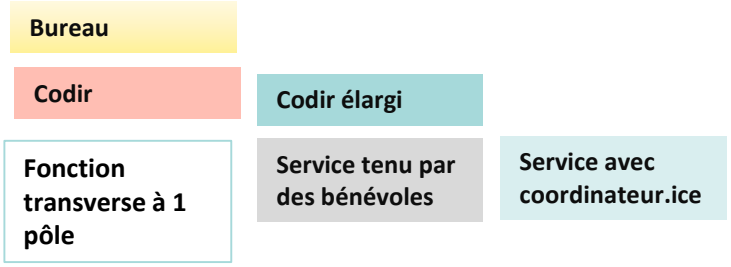 Bureau
Codir
Codir élargi
Fonction
transverse à 1
pôle
Service tenu par
des bénévoles
Service avec
coordinateur.ice